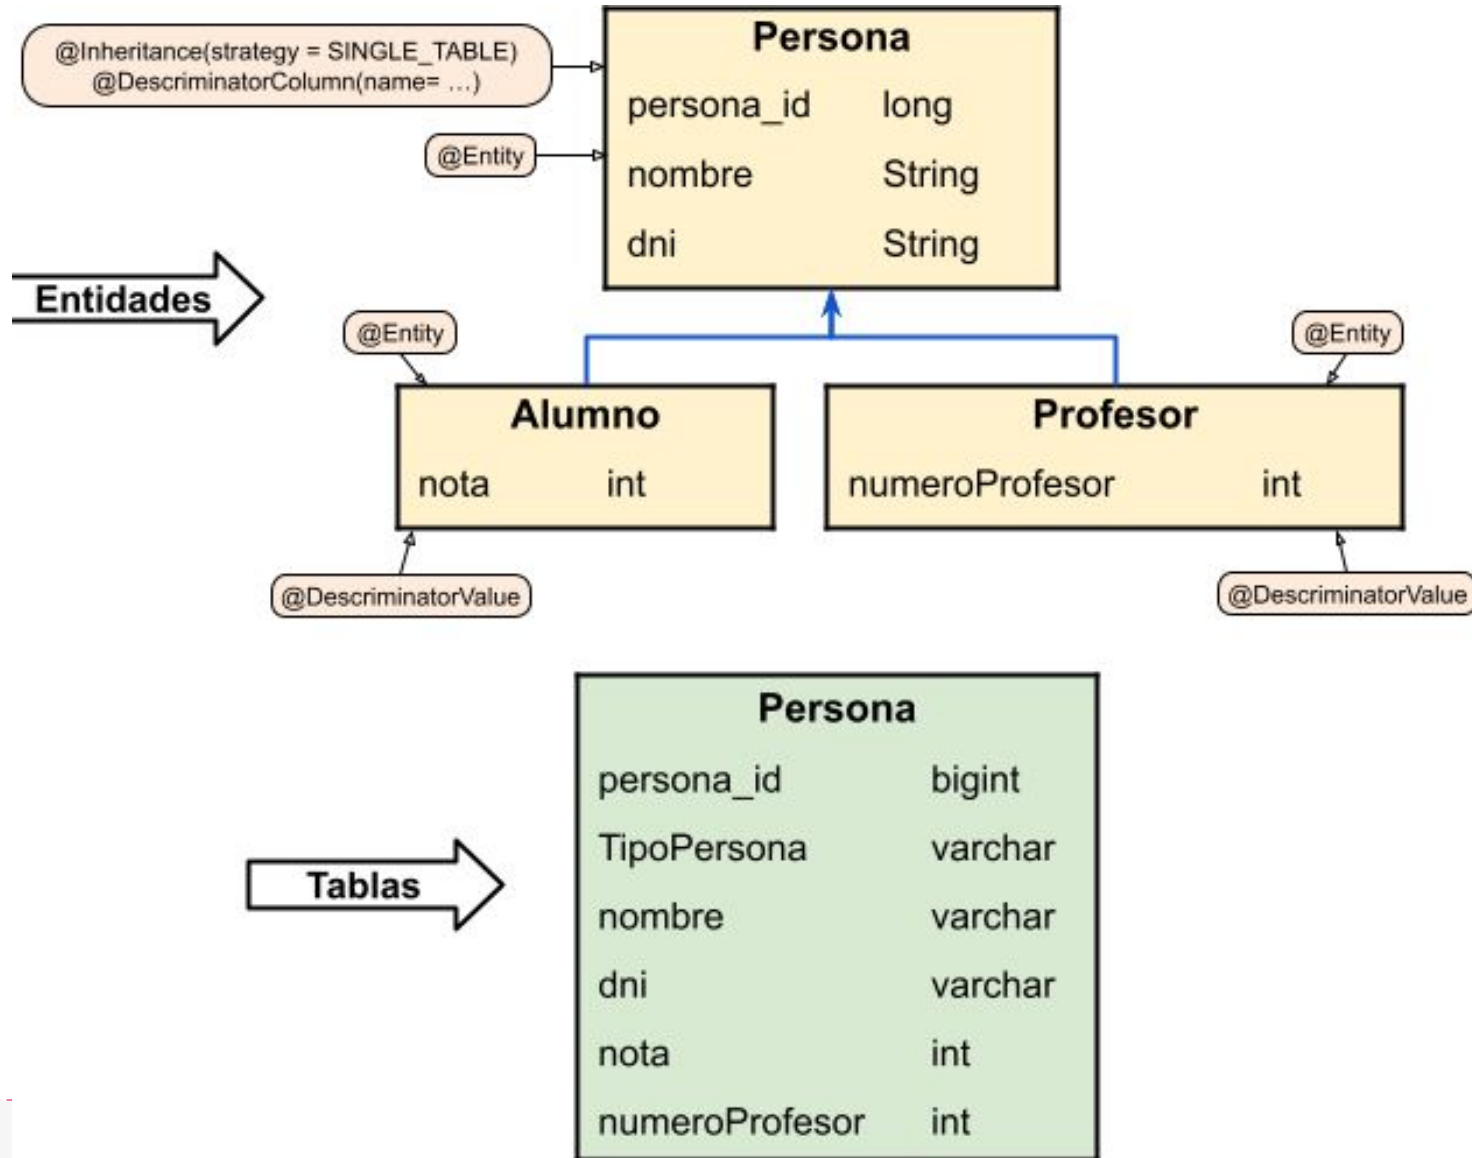 @Inheritance(strategy = SINGLE_TABLE)
@DescriminatorColumn(name= ...)
Persona
persona_id long
@Entity
nombre String
dni String
Entidades
@Entity
@Entity
Alumno
Profesor
nota int
numeroProfesor int
@DescriminatorValue
@DescriminatorValue
Persona
persona_id bigint
TipoPersona varchar
Tablas
nombre varchar
dni varchar
nota int
numeroProfesor int